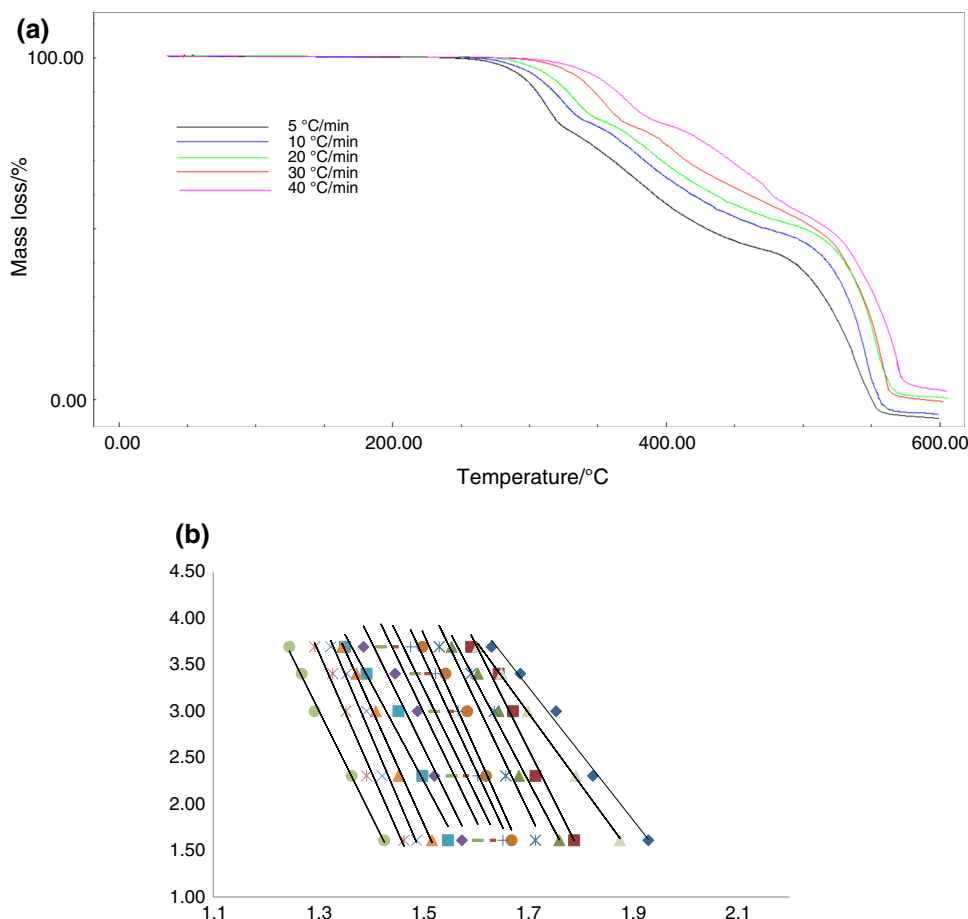 (a)
100.00
5 °C/min
10 °C/min
20 °C/min
30 °C/min
40 °C/min
Mass loss/%
0.00
0.00 200.00 400.00 600.00
Temperature/°C
(b)
4.50
4.00
3.50
3.00
2.50
2.00
1.50
1.00
1.1 1.3 1.5 1.7 1.9 2.1